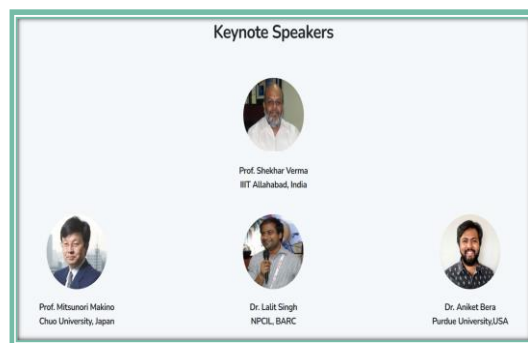 Keynote Speakers
Prof. Shekhar Verma
IIIT Allahabad, India
Prof. Mitsunori Makino
Chuo University, Japan
Dr. Lalit Singh
NPCIL, BARC
Dr. Aniket Bera
Purdue University,USA